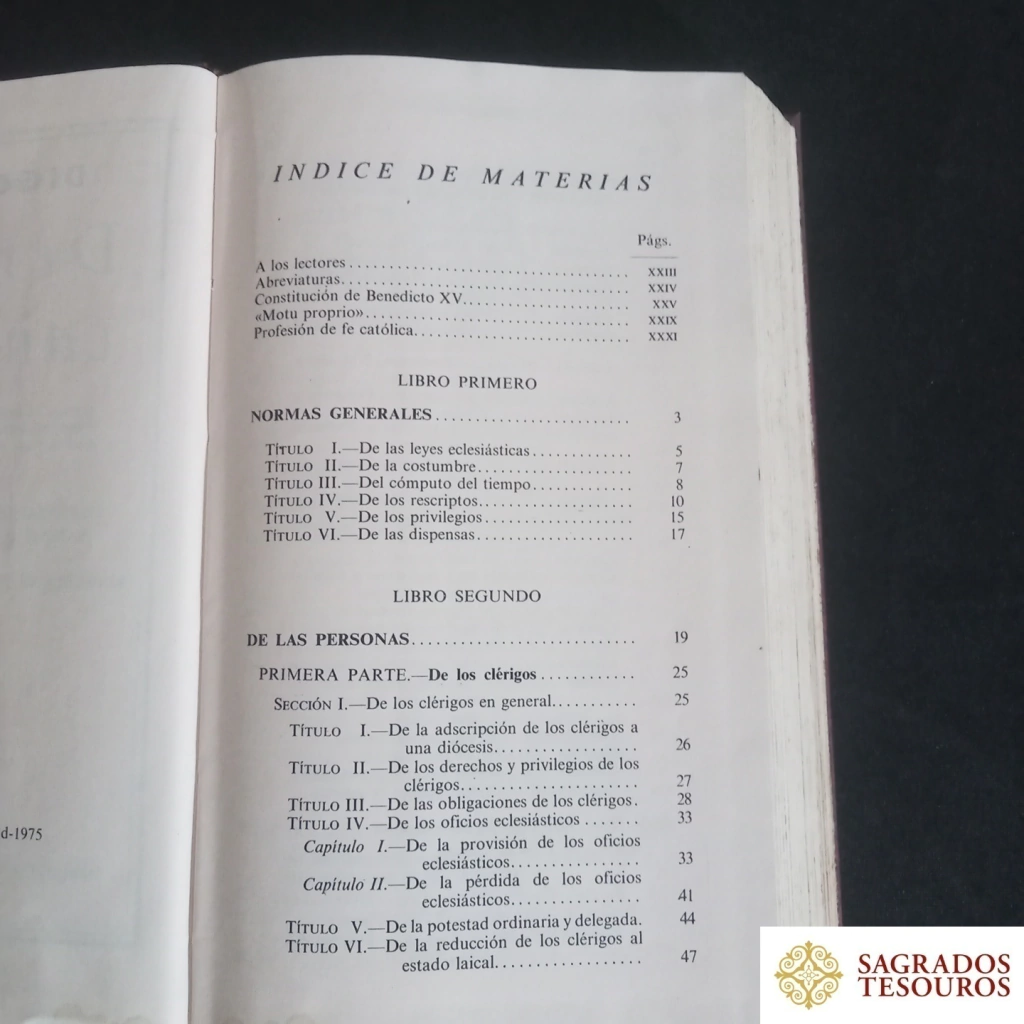 d-1975
INDICE DE MATERIAS
Págs.
A los lectores........................................ XXIII
Abreviaturas........................................ XXIV
Constitución de Benedicto XV........................ XXV
«Motu proprio»........................................ XXIX
Profesión de fe católica.............................. XXXI
LIBRO PRIMERO
NORMAS GENERALES........................ 3
TÍTULO I.—De las leyes eclesiásticas............. 5
TÍTULO II.—De la costumbre.................... 7
TÍTULO III.—Del cómputo del tiempo............. 8
TÍTULO IV.—De los rescriptos.................... 10
TÍTULO V.—De los privilegios.................... 15
TÍTULO VI.—De las dispensas.................... 17
LIBRO SEGUNDO
DE LAS PERSONAS........................... 19
PRIMERA PARTE.—De los clérigos............ 25
SECCIÓN I.—De los clérigos en general........... 25
TÍTULO I.—De la adscripción de los clérigos a
una diócesis.................. 26
TÍTULO II.—De los derechos y privilegios de los
clérigos...................... 27
TÍTULO III.—De las obligaciones de los clérigos. 28
TÍTULO IV.—De los oficios eclesiásticos....... 33
Capítulo I.—De la provisión de los oficios
eclesiásticos................ 33
Capítulo II.—De la pérdida de los oficios
eclesiásticos................ 41
TÍTULO V.—De la potestad ordinaria y delegada. 44
TÍTULO VI.—De la reducción de los clérigos al
estado laical.................. 47
SAGRADOS
TESOUROS